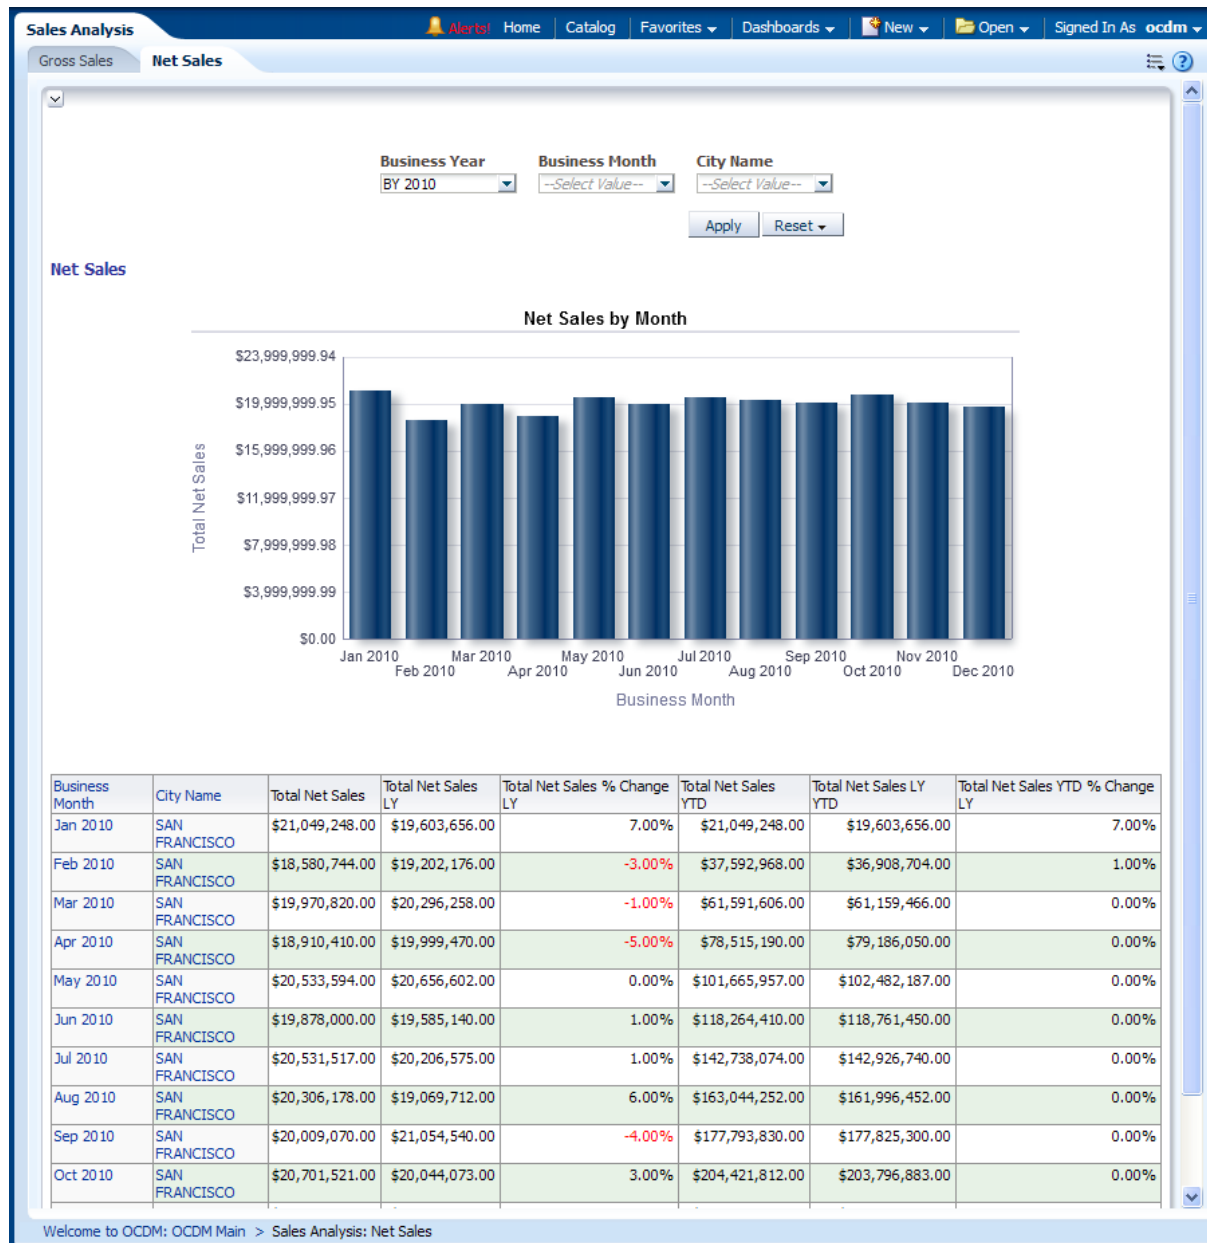 Sales Analysis
Alerts! Home Catalog Favorites Dashboards New Open Signed In As ocdm
Gross Sales Net Sales
Business Year Business Month City Name
BY 2010 --Select Value-- --Select Value--
Apply Reset
Net Sales
Net Sales by Month
$23,999,999.94
$19,999,999.95
$15,999,999.96
$11,999,999.97
$7,999,999.98
$3,999,999.99
$0.00
Total Net Sales
Jan 2010 Mar 2010 May 2010 Jul 2010 Sep 2010 Nov 2010
Feb 2010 Apr 2010 Jun 2010 Aug 2010 Oct 2010 Dec 2010
Business Month
Business Month City Name Total Net Sales Total Net Sales LY Total Net Sales % Change LY Total Net Sales YTD Total Net Sales LY YTD Total Net Sales YTD % Change LY
Jan 2010 SAN FRANCISCO $21,049,248.00 $19,603,656.00 7.00% $21,049,248.00 $19,603,656.00 7.00%
Feb 2010 SAN FRANCISCO $18,580,744.00 $19,202,176.00 -3.00% $37,592,968.00 $36,908,704.00 1.00%
Mar 2010 SAN FRANCISCO $19,970,820.00 $20,296,258.00 -1.00% $61,591,606.00 $61,159,466.00 0.00%
Apr 2010 SAN FRANCISCO $18,910,410.00 $19,999,470.00 -5.00% $78,515,190.00 $79,186,050.00 0.00%
May 2010 SAN FRANCISCO $20,533,594.00 $20,656,602.00 0.00% $101,665,957.00 $102,482,187.00 0.00%
Jun 2010 SAN FRANCISCO $19,878,000.00 $19,585,140.00 1.00% $118,264,410.00 $118,761,450.00 0.00%
Jul 2010 SAN FRANCISCO $20,531,517.00 $20,206,575.00 1.00% $142,738,074.00 $142,926,740.00 0.00%
Aug 2010 SAN FRANCISCO $20,306,178.00 $19,069,712.00 6.00% $163,044,252.00 $161,996,452.00 0.00%
Sep 2010 SAN FRANCISCO $20,009,070.00 $21,054,540.00 -4.00% $177,793,830.00 $177,825,300.00 0.00%
Oct 2010 SAN FRANCISCO $20,701,521.00 $20,044,073.00 3.00% $204,421,812.00 $203,796,883.00 0.00%
Welcome to OCDM: OCDM Main > Sales Analysis: Net Sales